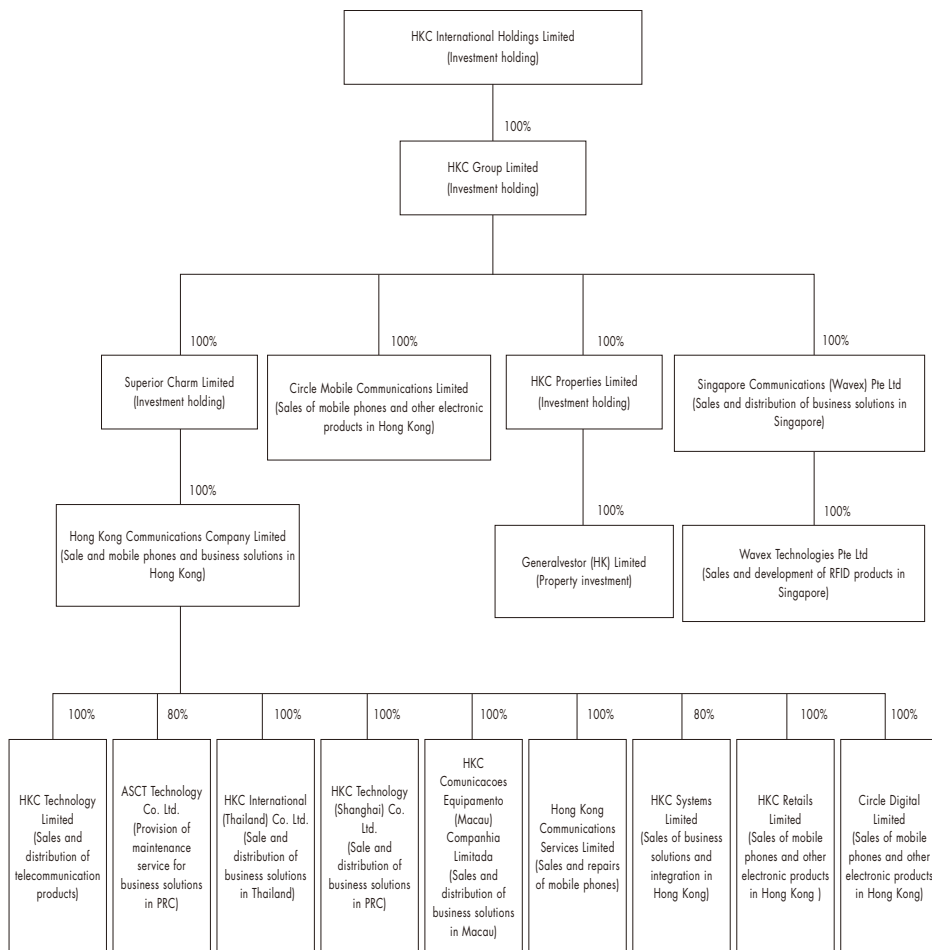 HKC International Holdings Limited
(Investment holding)
100%
HKC Group Limited
(Investment holding)
100%
100%
100%
100%
Superior Charm Limited
(Investment holding)
Circle Mobile Communications Limited
(Sales of mobile phones and other electronic
products in Hong Kong)
HKC Properties Limited
(Investment holding)
Singapore Communications (Wavex) Pte Ltd
(Sales and distribution of business solutions in
Singapore)
100%
100%
100%
Hong Kong Communications Company Limited
(Sale and mobile phones and business solutions in
Hong Kong)
Generalvestor (HK) Limited
(Property investment)
Wavex Technologies Pte Ltd
(Sales and development of RFID products in
Singapore)
100%
80%
100%
100%
100%
100%
80%
100%
100%
HKC Technology
Limited
(Sales and
distribution of
telecommunication
products)
ASCT Technology
Co. Ltd.
(Provision of
maintenance
service for
business solutions
in PRC)
HKC International
(Thailand) Co. Ltd.
(Sale and
distribution of
business solutions
in Thailand)
HKC Technology
(Shanghai) Co.
Ltd.
(Sale and
distribution of
business solutions
in PRC)
HKC
Comunicacoes
Equipamento
(Macau)
Companhia
Limitada
(Sales and
distribution of
business solutions
in Macau)
Hong Kong
Communications
Services Limited
(Sales and repairs
of mobile phones)
HKC Systems
Limited
(Sales of business
solutions and
integration in
Hong Kong)
HKC Retails
Limited
(Sales of mobile
phones and other
electronic products
in Hong Kong )
Circle Digital
Limited
(Sales of mobile
phones and other
electronic products
in Hong Kong)